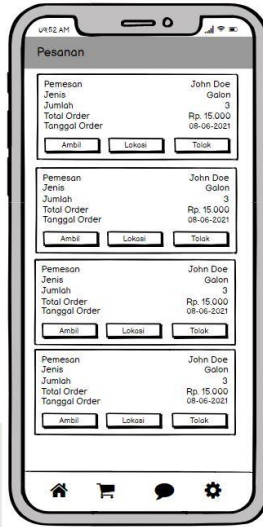 09:52 AM
Pesanan
Pemesan John Doe
Jenis Galon
Jumlah 3
Total Order Rp. 15.000
Tanggal Order 08-06-2021
Ambil Lokasi Tolak
Pemesan John Doe
Jenis Galon
Jumlah 3
Total Order Rp. 15.000
Tanggal Order 08-06-2021
Ambil Lokasi Tolak
Pemesan John Doe
Jenis Galon
Jumlah 3
Total Order Rp. 15.000
Tanggal Order 08-06-2021
Ambil Lokasi Tolak
Pemesan John Doe
Jenis Galon
Jumlah 3
Total Order Rp. 15.000
Tanggal Order 08-06-2021
Ambil Lokasi Tolak